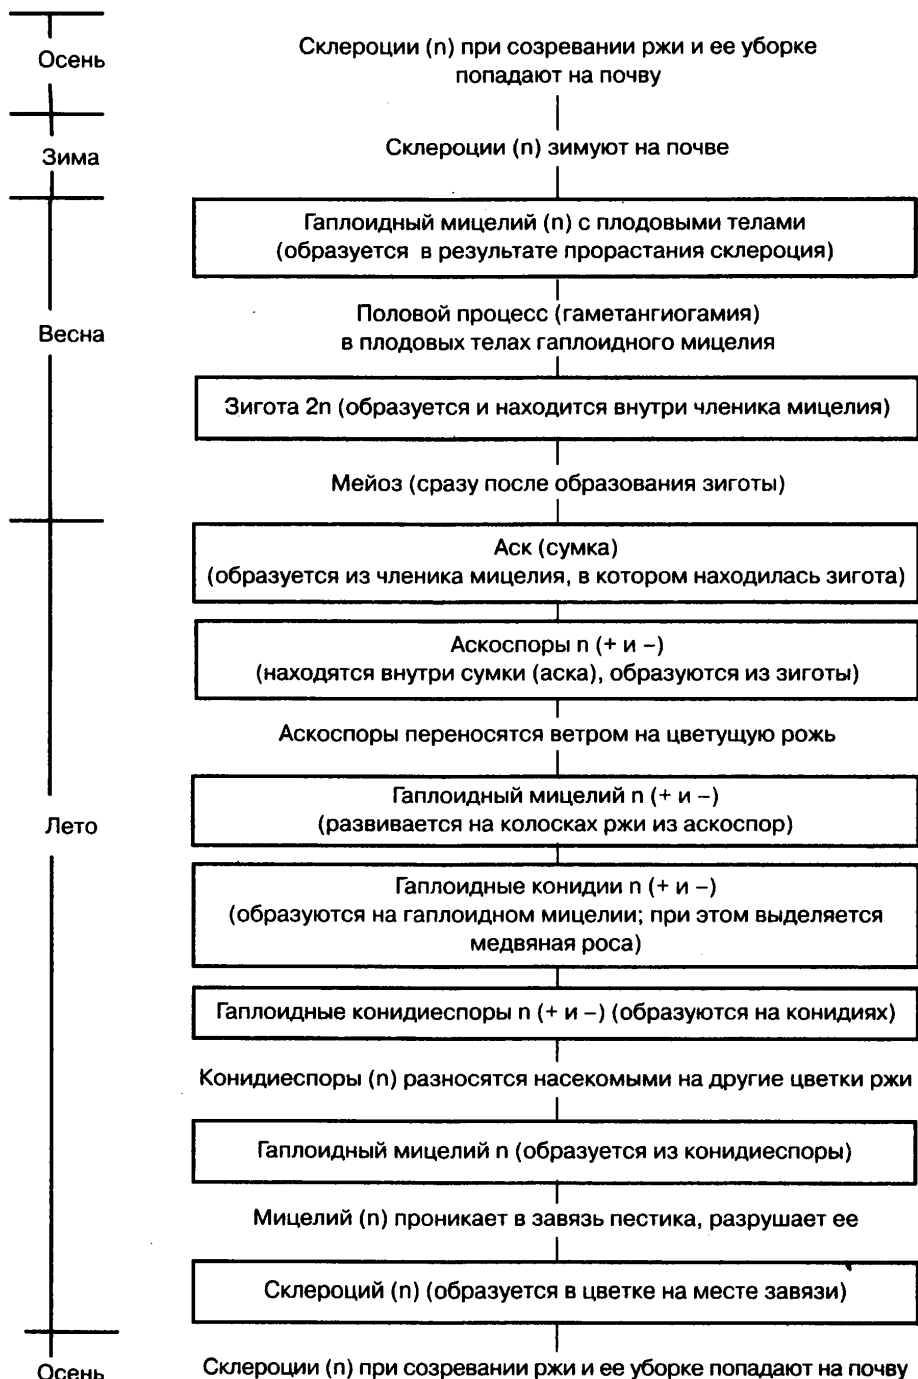 Осень
Склероции (n) при созревании ржи и ее уборке
попадают на почву
Зима
Склероции (n) зимуют на почве
Весна
Гаплоидный мицелий (n) с плодовыми телами
(образуется в результате прорастания склероция)
Половой процесс (гаметангиогамия)
в плодовых телах гаплоидного мицелия
Зигота 2n (образуется и находится внутри членика мицелия)
Мейоз (сразу после образования зиготы)
Лето
Аск (сумка)
(образуется из членика мицелия, в котором находилась зигота)
Аскоспоры n (+ и –)
(находятся внутри сумки (аска), образуются из зиготы)
Аскоспоры переносятся ветром на цветущую рожь
Гаплоидный мицелий n (+ и –)
(развивается на колосках ржи из аскоспор)
Гаплоидные конидии n (+ и –)
(образуются на гаплоидном мицелии; при этом выделяется
медвяная роса)
Гаплоидные конидиеспоры n (+ и –) (образуются на конидиях)
Конидиеспоры (n) разносятся насекомыми на другие цветки ржи
Гаплоидный мицелий n (образуется из конидиеспоры)
Мицелий (n) проникает в завязь пестика, разрушает ее
Склероций (n) (образуется в цветке на месте завязи)
Осень
Склероции (n) при созревании ржи и ее уборке попадают на почву